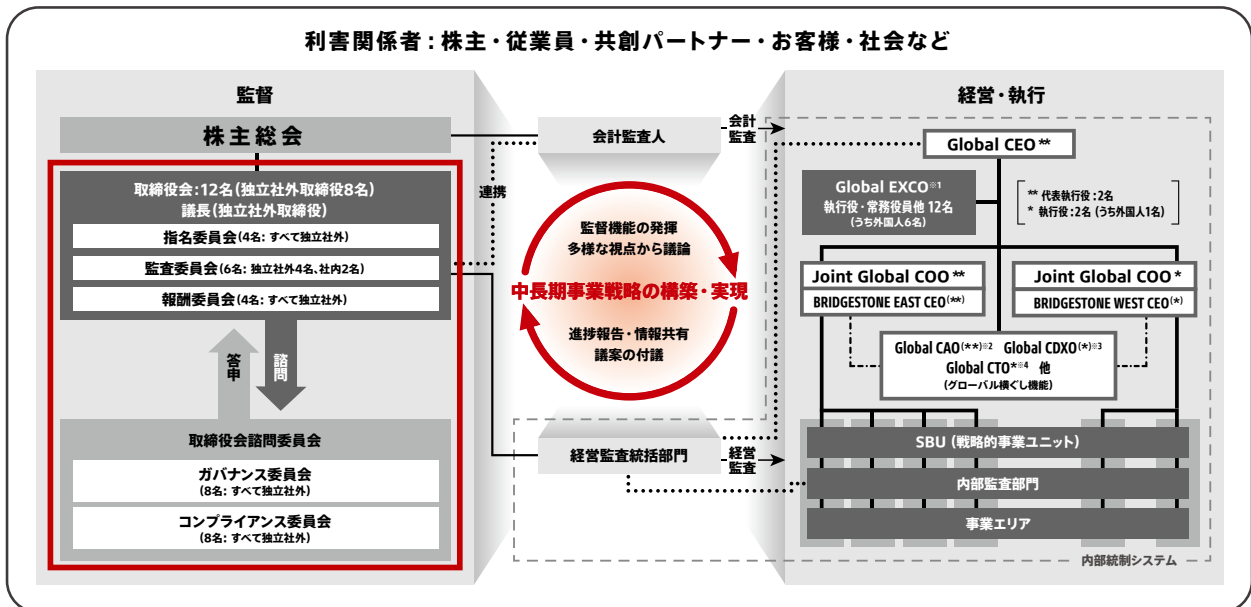 利害関係者：株主・従業員・共創パートナー・お客様・社会など
監督
株主総会
取締役会：12名（独立社外取締役8名）
議長（独立社外取締役）
指名委員会（4名：すべて独立社外）
監査委員会（6名：独立社外4名、社内2名）
報酬委員会（4名：すべて独立社外）
答申
諮問
取締役会諮問委員会
ガバナンス委員会
（8名：すべて独立社外）
コンプライアンス委員会
（8名：すべて独立社外）
会計監査人
会計
監査
連携
監督機能の発揮
多様な視点から議論
中長期事業戦略の構築・実現
進捗報告・情報共有
議案の付議
経営監査統括部門
経営
監査
経営・執行
Global CEO **
Global EXCO※1
執行役・常務役員他 12名
（うち外国人6名）
** 代表執行役：2名
* 執行役：2名（うち外国人1名）
Joint Global COO **
BRIDGESTONE EAST CEO(**)
Joint Global COO *
BRIDGESTONE WEST CEO(*)
Global CAO(**)※2 Global CDXO(*)※3
Global CTO*※4 他
（グローバル横ぐし機能）
SBU（戦略的事業ユニット）
内部監査部門
事業エリア
内部統制システム